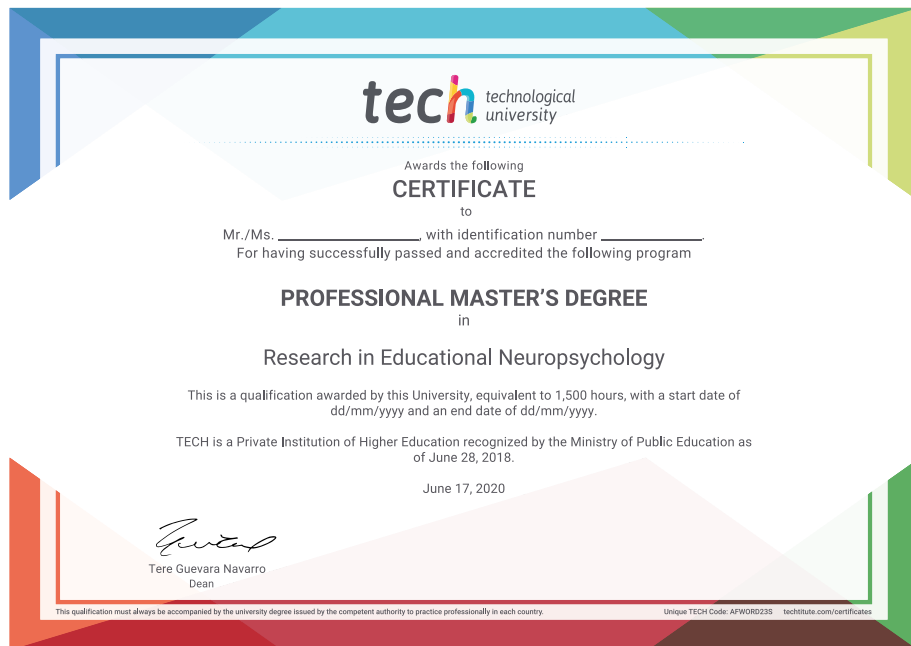 tech technological
university
Awards the following
CERTIFICATE
to
Mr./Ms. ____________________, with identification number ______________.
For having successfully passed and accredited the following program
PROFESSIONAL MASTER'S DEGREE
in
Research in Educational Neuropsychology
This is a qualification awarded by this University, equivalent to 1,500 hours, with a start date of
dd/mm/yyyy and an end date of dd/mm/yyyy.
TECH is a Private Institution of Higher Education recognized by the Ministry of Public Education as
of June 28, 2018.
June 17, 2020
Tere Guevara Navarro
Dean
This qualification must always be accompanied by the university degree issued by the competent authority to practice professionally in each country.
Unique TECH Code: AFWORD23S techtitute.com/certificates